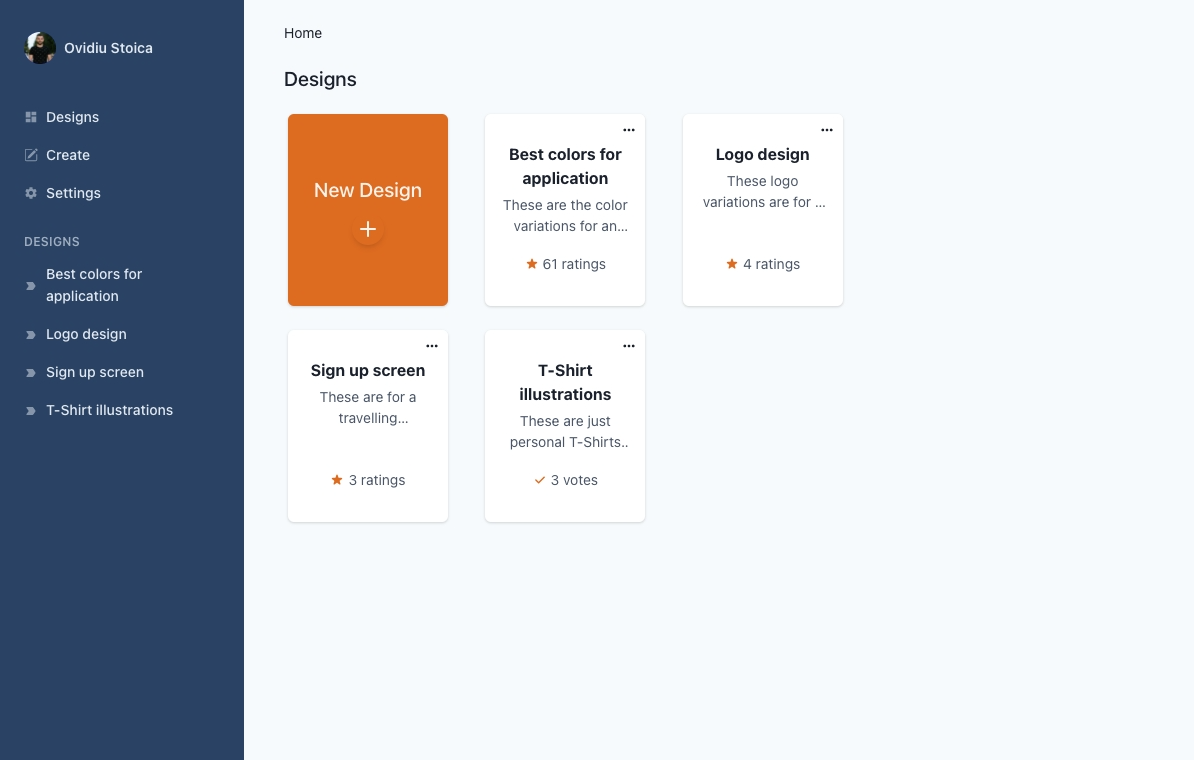 Ovidiu Stoica
Designs
Create
Settings
DESIGNS
Best colors for
application
Logo design
Sign up screen
T-Shirt illustrations
Home
Designs
New Design
Best colors for
application
These are the color
variations for an...
61 ratings
Logo design
These logo
variations are for ...
4 ratings
Sign up screen
These are for a
travelling...
3 ratings
T-Shirt
illustrations
These are just
personal T-Shirts..
3 votes